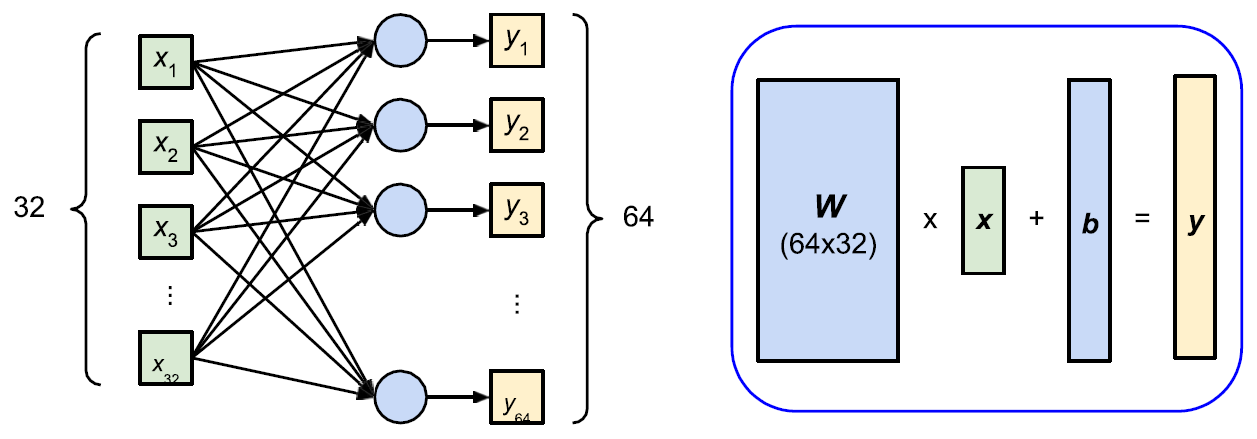 32
x1
x2
x3
⋮
x32
y1
y2
y3
⋮
y64
64
W
(64x32)
x
x
+
b
=
y